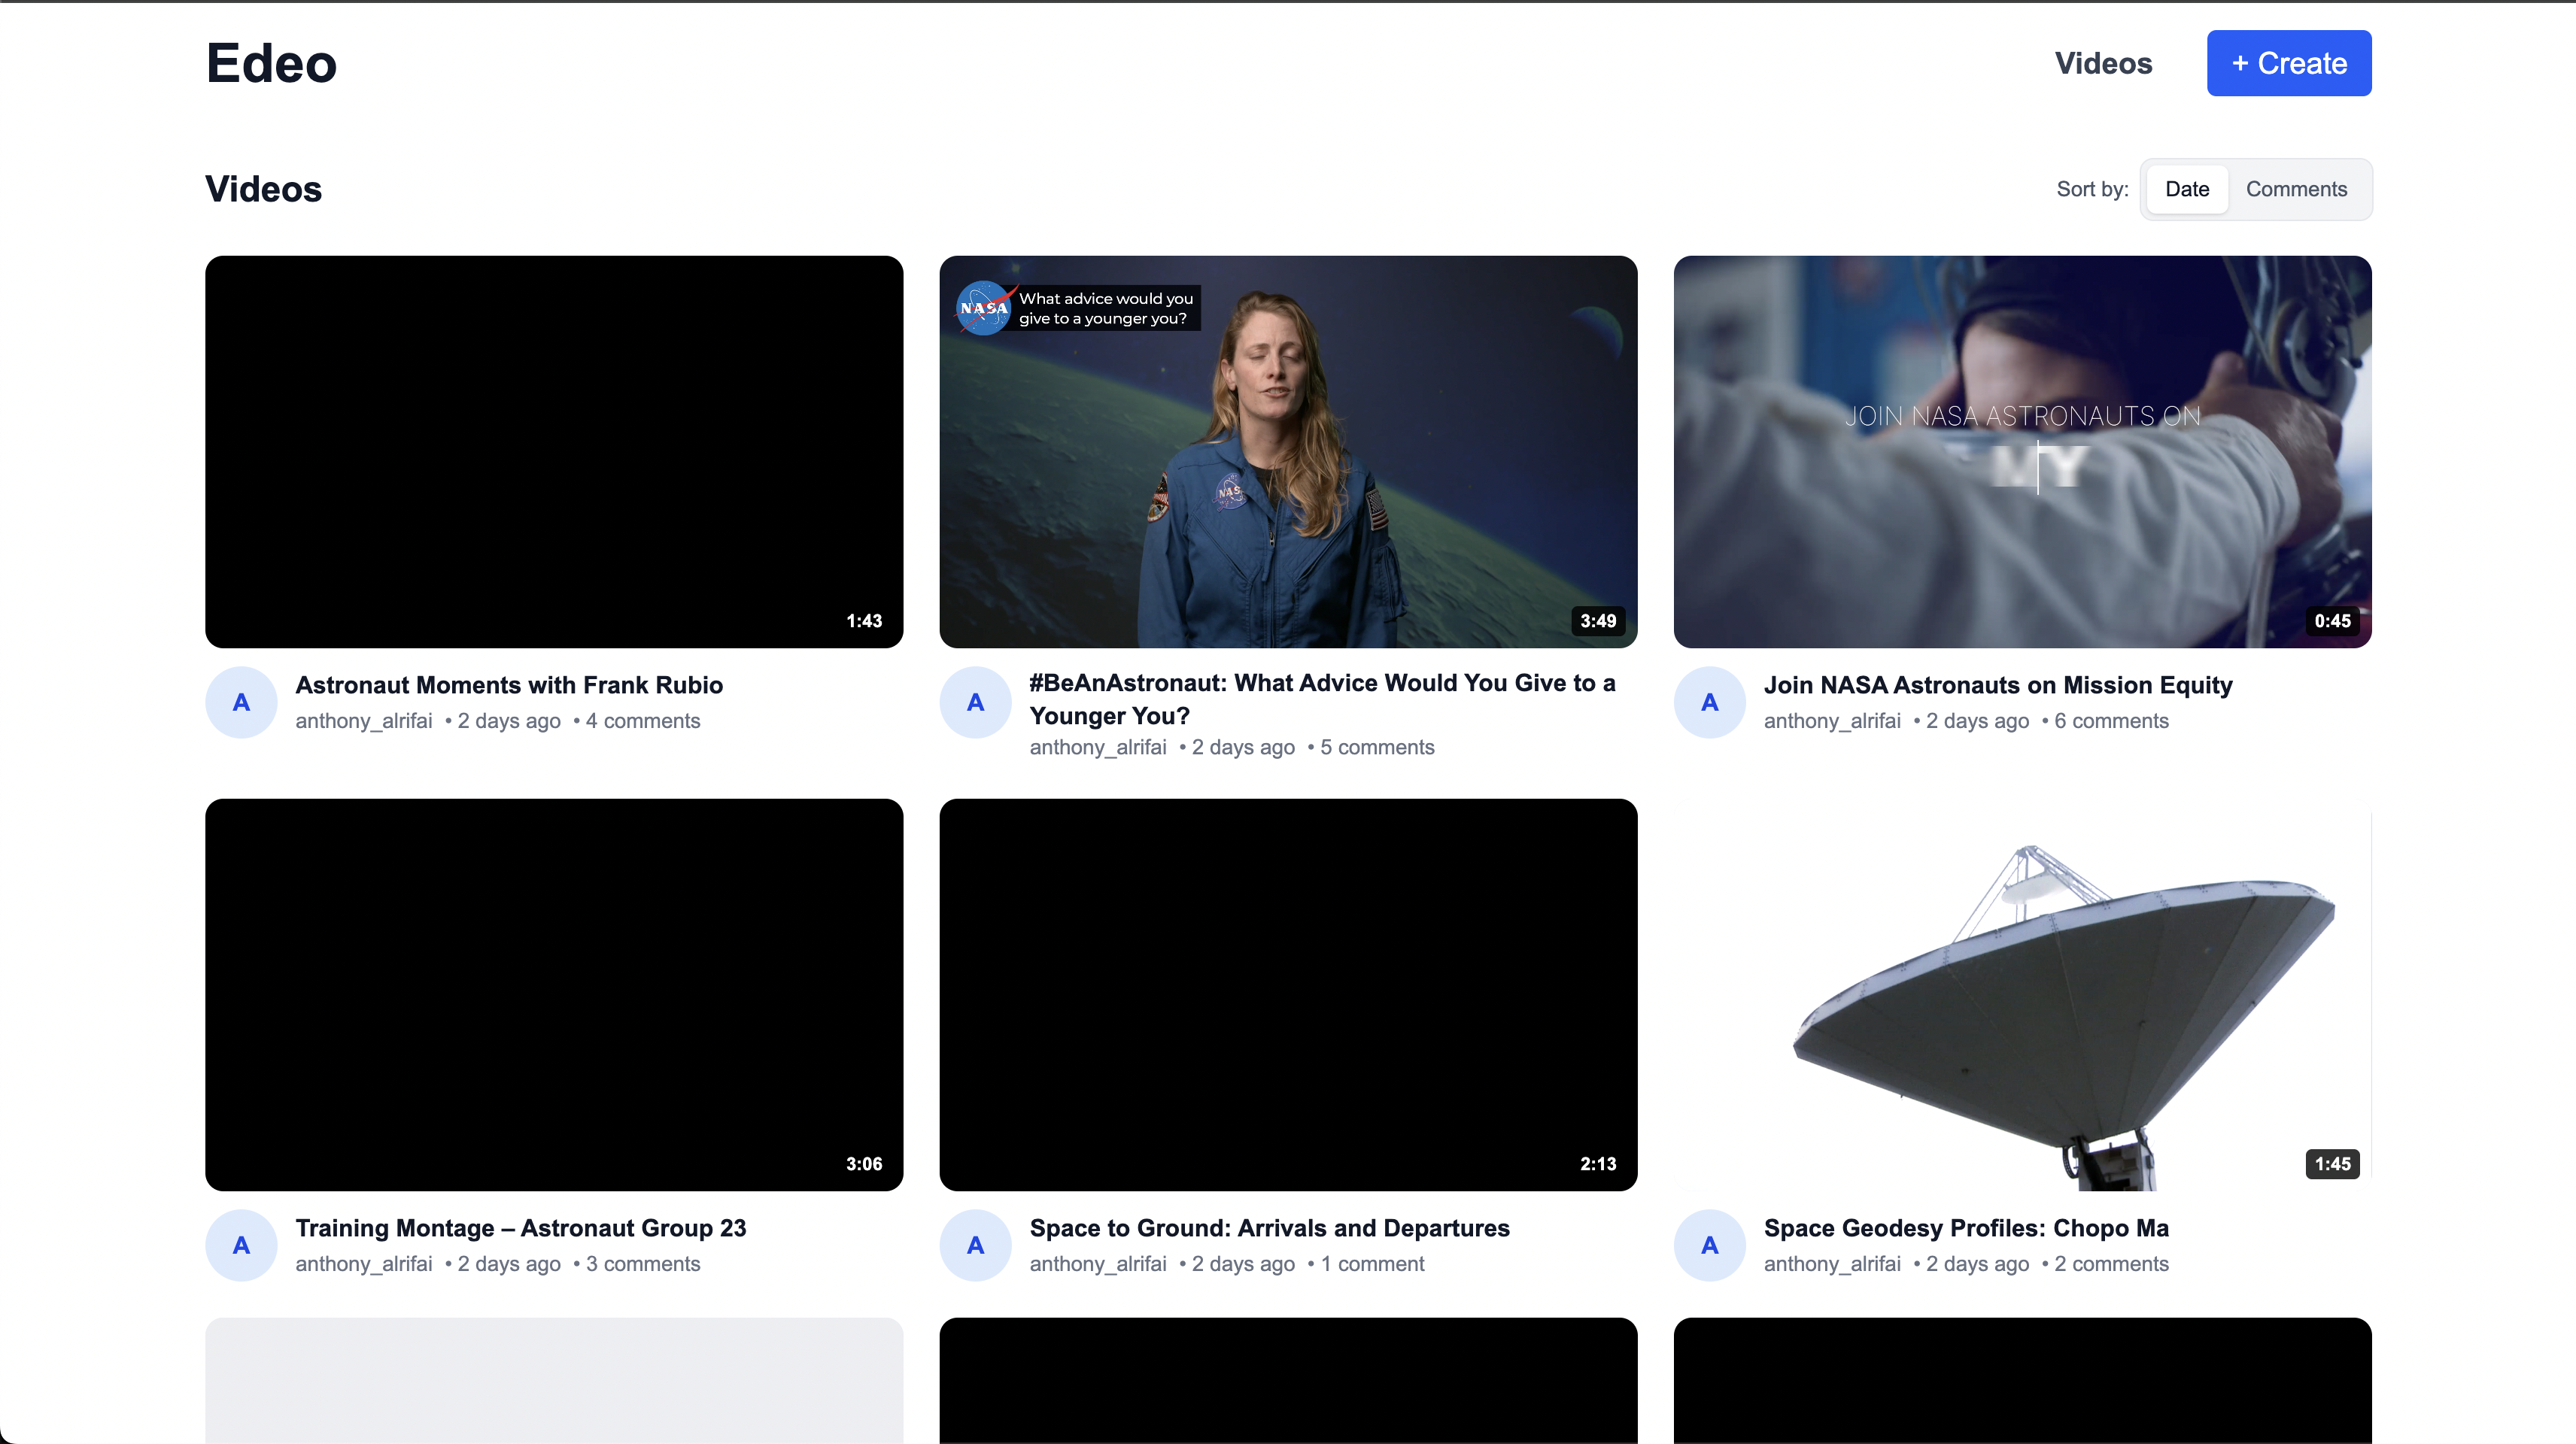 Edeo
Videos
+ Create
Videos
Sort by:
Date
Comments
1:43
NASA
What advice would you
give to a younger you?
NASA
3:49
JOIN NASA ASTRONAUTS ON
0:45
A
Astronaut Moments with Frank Rubio
anthony_alrifai • 2 days ago • 4 comments
A
#BeAnAstronaut: What Advice Would You Give to a
Younger You?
anthony_alrifai • 2 days ago • 5 comments
A
Join NASA Astronauts on Mission Equity
anthony_alrifai • 2 days ago • 6 comments
3:06
2:13
1:45
A
Training Montage – Astronaut Group 23
anthony_alrifai • 2 days ago • 3 comments
A
Space to Ground: Arrivals and Departures
anthony_alrifai • 2 days ago • 1 comment
A
Space Geodesy Profiles: Chopo Ma
anthony_alrifai • 2 days ago • 2 comments